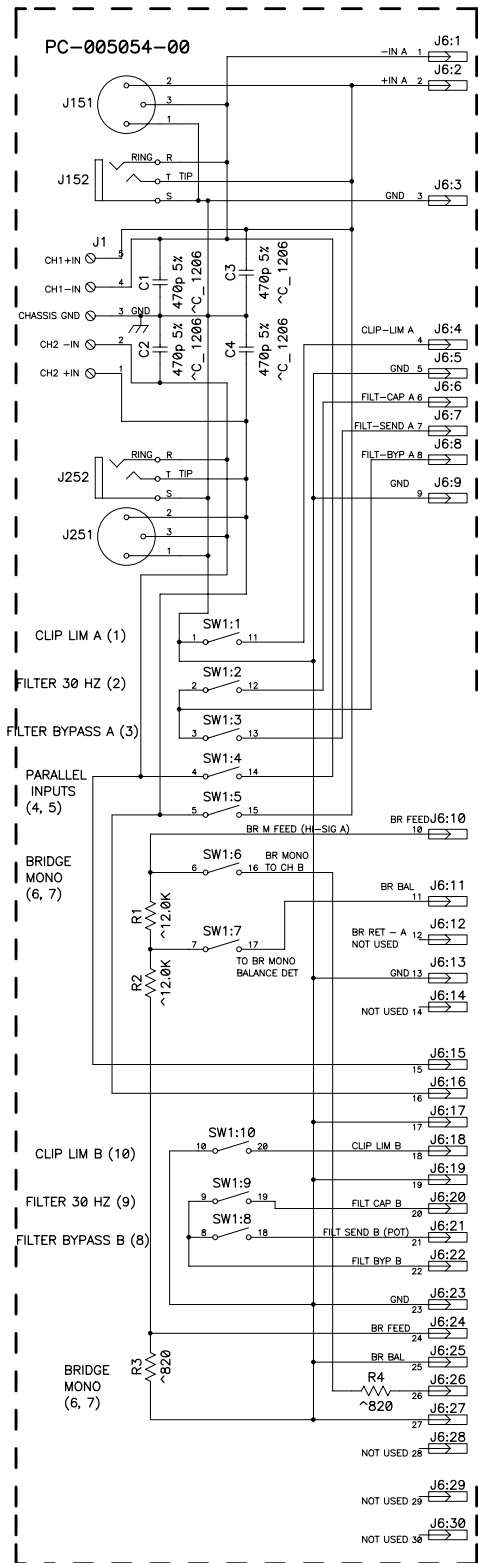 PC-005054-00
-IN A 1 J6:1
+IN A 2 J6:2
J151
2
3
1
J152
RING R
T TIP
S
GND 3 J6:3
J1
CH1+IN 5
CH1-IN 4
CHASSIS GND 3 GND
CH2 -IN 2
CH2 +IN 1
C1
470p 5%
^C_1206
C3
470p 5%
^C_1206
C2
470p 5%
^C_1206
C4
470p 5%
^C_1206
CLIP-LIM A 4 J6:4
GND 5 J6:5
FILT-CAP A 6 J6:6
FILT-SEND A 7 J6:7
FILT-BYP A 8 J6:8
GND 9 J6:9
J252
RING R
T TIP
S
J251
2
3
1
CLIP LIM A (1)
SW1:1
1 11
FILTER 30 HZ (2)
SW1:2
2 12
FILTER BYPASS A (3)
SW1:3
3 13
PARALLEL
INPUTS
(4, 5)
SW1:4
4 14
SW1:5
5 15
BR M FEED (HI-SIG A)
BR FEED 10 J6:10
BRIDGE
MONO
(6, 7)
SW1:6
6 16
BR MONO
TO CH B
R1
^12.0K
SW1:7
7 17
TO BR MONO
BALANCE DET
R2
^12.0K
BR BAL 11 J6:11
BR RET - A
NOT USED
12 J6:12
GND 13 J6:13
NOT USED 14 J6:14
15 J6:15
16 J6:16
17 J6:17
CLIP LIM B (10)
SW1:10
10 20
CLIP LIM B 18 J6:18
19 J6:19
FILTER 30 HZ (9)
SW1:9
9 19
FILT CAP B 20 J6:20
FILTER BYPASS B (8)
SW1:8
8 18
FILT SEND B (POT) 21 J6:21
FILT BYP B 22 J6:22
GND 23 J6:23
BR FEED 24 J6:24
BRIDGE
MONO
(6, 7)
R3
^820
BR BAL 25 J6:25
R4
^820
26 J6:26
27 J6:27
NOT USED 28 J6:28
NOT USED 29 J6:29
NOT USED 30 J6:30